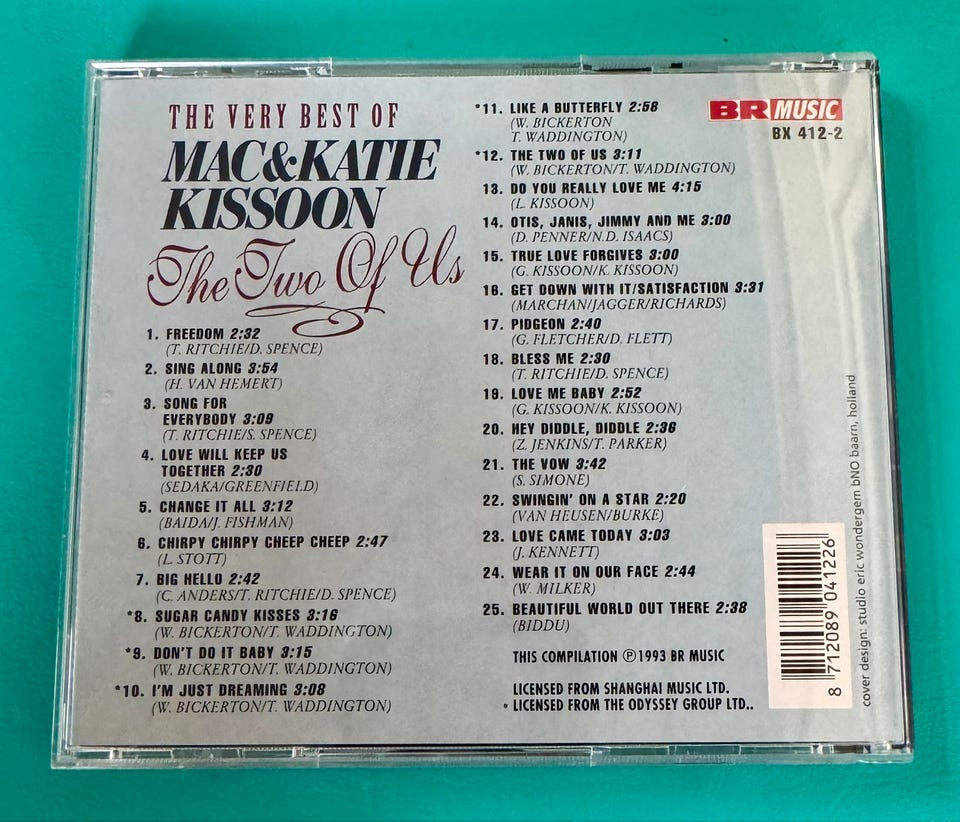 THE VERY BEST OF
MAC&KATIE
KISSOON
The Two Of Us
1. FREEDOM 2:32
(T. RITCHIE/D. SPENCE)
2. SING ALONG 3:54
(H. VAN HEMERT)
3. SONG FOR
EVERYBODY 3:09
(T. RITCHIE/S. SPENCE)
4. LOVE WILL KEEP US
TOGETHER 2:30
(SEDAKA/GREENFIELD)
5. CHANGE IT ALL 3:12
(BAIDA/J. FISHMAN)
6. CHIRPY CHIRPY CHEEP CHEEP 2:47
(L. STOTT)
7. BIG HELLO 2:42
(C. ANDERS/T. RITCHIE/D. SPENCE)
*8. SUGAR CANDY KISSES 3:16
(W. BICKERTON/T. WADDINGTON)
*9. DON'T DO IT BABY 3:15
(W. BICKERTON/T. WADDINGTON)
*10. I'M JUST DREAMING 3:08
(W. BICKERTON/T. WADDINGTON)
*11. LIKE A BUTTERFLY 2:58
(W. BICKERTON
T. WADDINGTON)
*12. THE TWO OF US 3:11
(W. BICKERTON/T. WADDINGTON)
13. DO YOU REALLY LOVE ME 4:15
(L. KISSOON)
14. OTIS, JANIS, JIMMY AND ME 3:00
(D. PENNER/N.D. ISAACS)
15. TRUE LOVE FORGIVES 3:00
(G. KISSOON/K. KISSOON)
16. GET DOWN WITH IT/SATISFACTION 3:31
(MARCHAN/JAGGER/RICHARDS)
17. PIDGEON 2:40
(G. FLETCHER/D. FLETT)
18. BLESS ME 2:30
(T. RITCHIE/D. SPENCE)
19. LOVE ME BABY 2:52
(G. KISSOON/K. KISSOON)
20. HEY DIDDLE, DIDDLE 2:36
(Z. JENKINS/T. PARKER)
21. THE VOW 3:42
(S. SIMONE)
22. SWINGIN' ON A STAR 2:20
(VAN HEUSEN/BURKE)
23. LOVE CAME TODAY 3:03
(J. KENNETT)
24. WEAR IT ON OUR FACE 2:44
(W. MILKER)
25. BEAUTIFUL WORLD OUT THERE 2:38
(BIDDU)
THIS COMPILATION ℗1993 BR MUSIC
LICENSED FROM SHANGHAI MUSIC LTD.
* LICENSED FROM THE ODYSSEY GROUP LTD..
BR MUSIC
BX 412-2
8 712089 041226
cover design: studio eric wondergem bNO baarn, holland